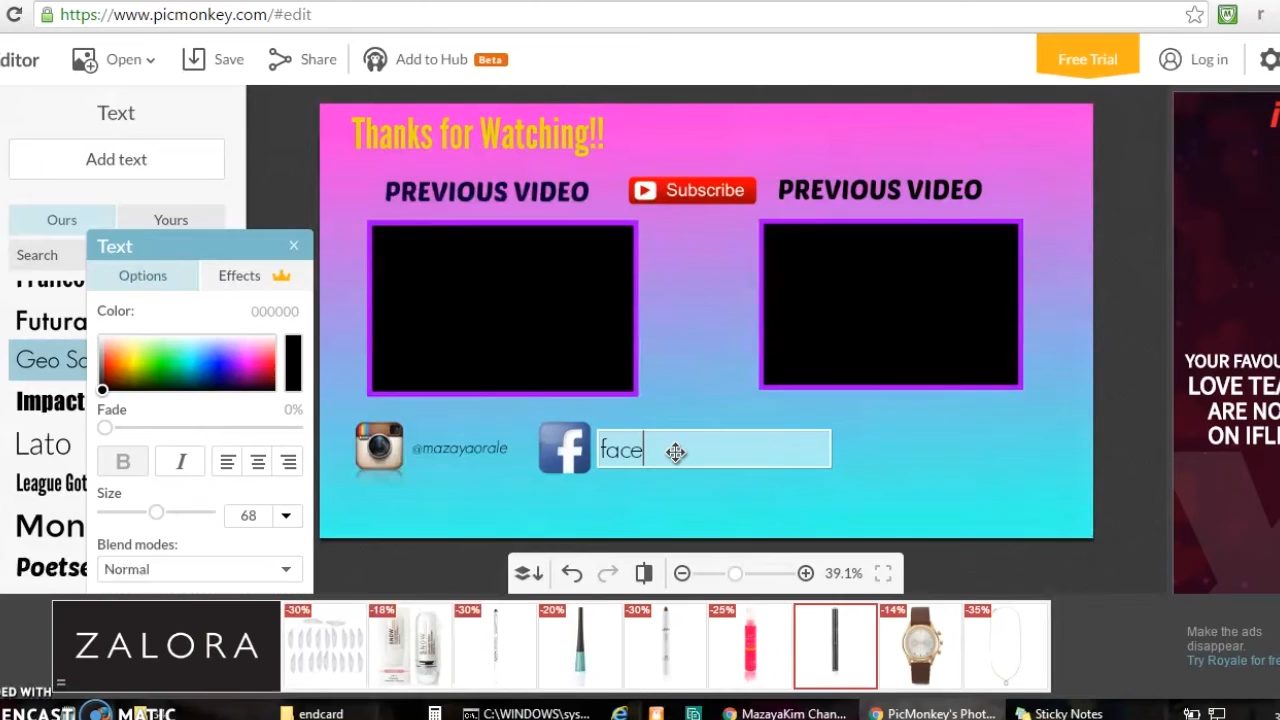 https://www.picmonkey.com/#edit
r
ditor
Open
Save
Share
Add to Hub Beta
Free Trial
Log in
Text
Add text
Ours
Yours
Search
Futura
Geo Sa
Impact
Lato
League Got
Mon
Poetse
Text
×
Options
Effects
Color:
000000
Fade
0%
B
I
Size
68
Blend modes:
Normal
Thanks for Watching!!
PREVIOUS VIDEO
Subscribe
PREVIOUS VIDEO
@mazayaorale
f
face
39.1%
YOUR FAVOU
LOVE TEA
ARE NO
ON IFLI
ZALORA
-30%
-18%
-30%
-20%
-30%
-25%
-14%
-35%
Make the ads
disappear.
Try Royale for fre
DED WITH
ENCAST
MATIC
endcard
C:\WINDOWS\sys...
MazayaKim Chan...
PicMonkey's Phot...
Sticky Notes